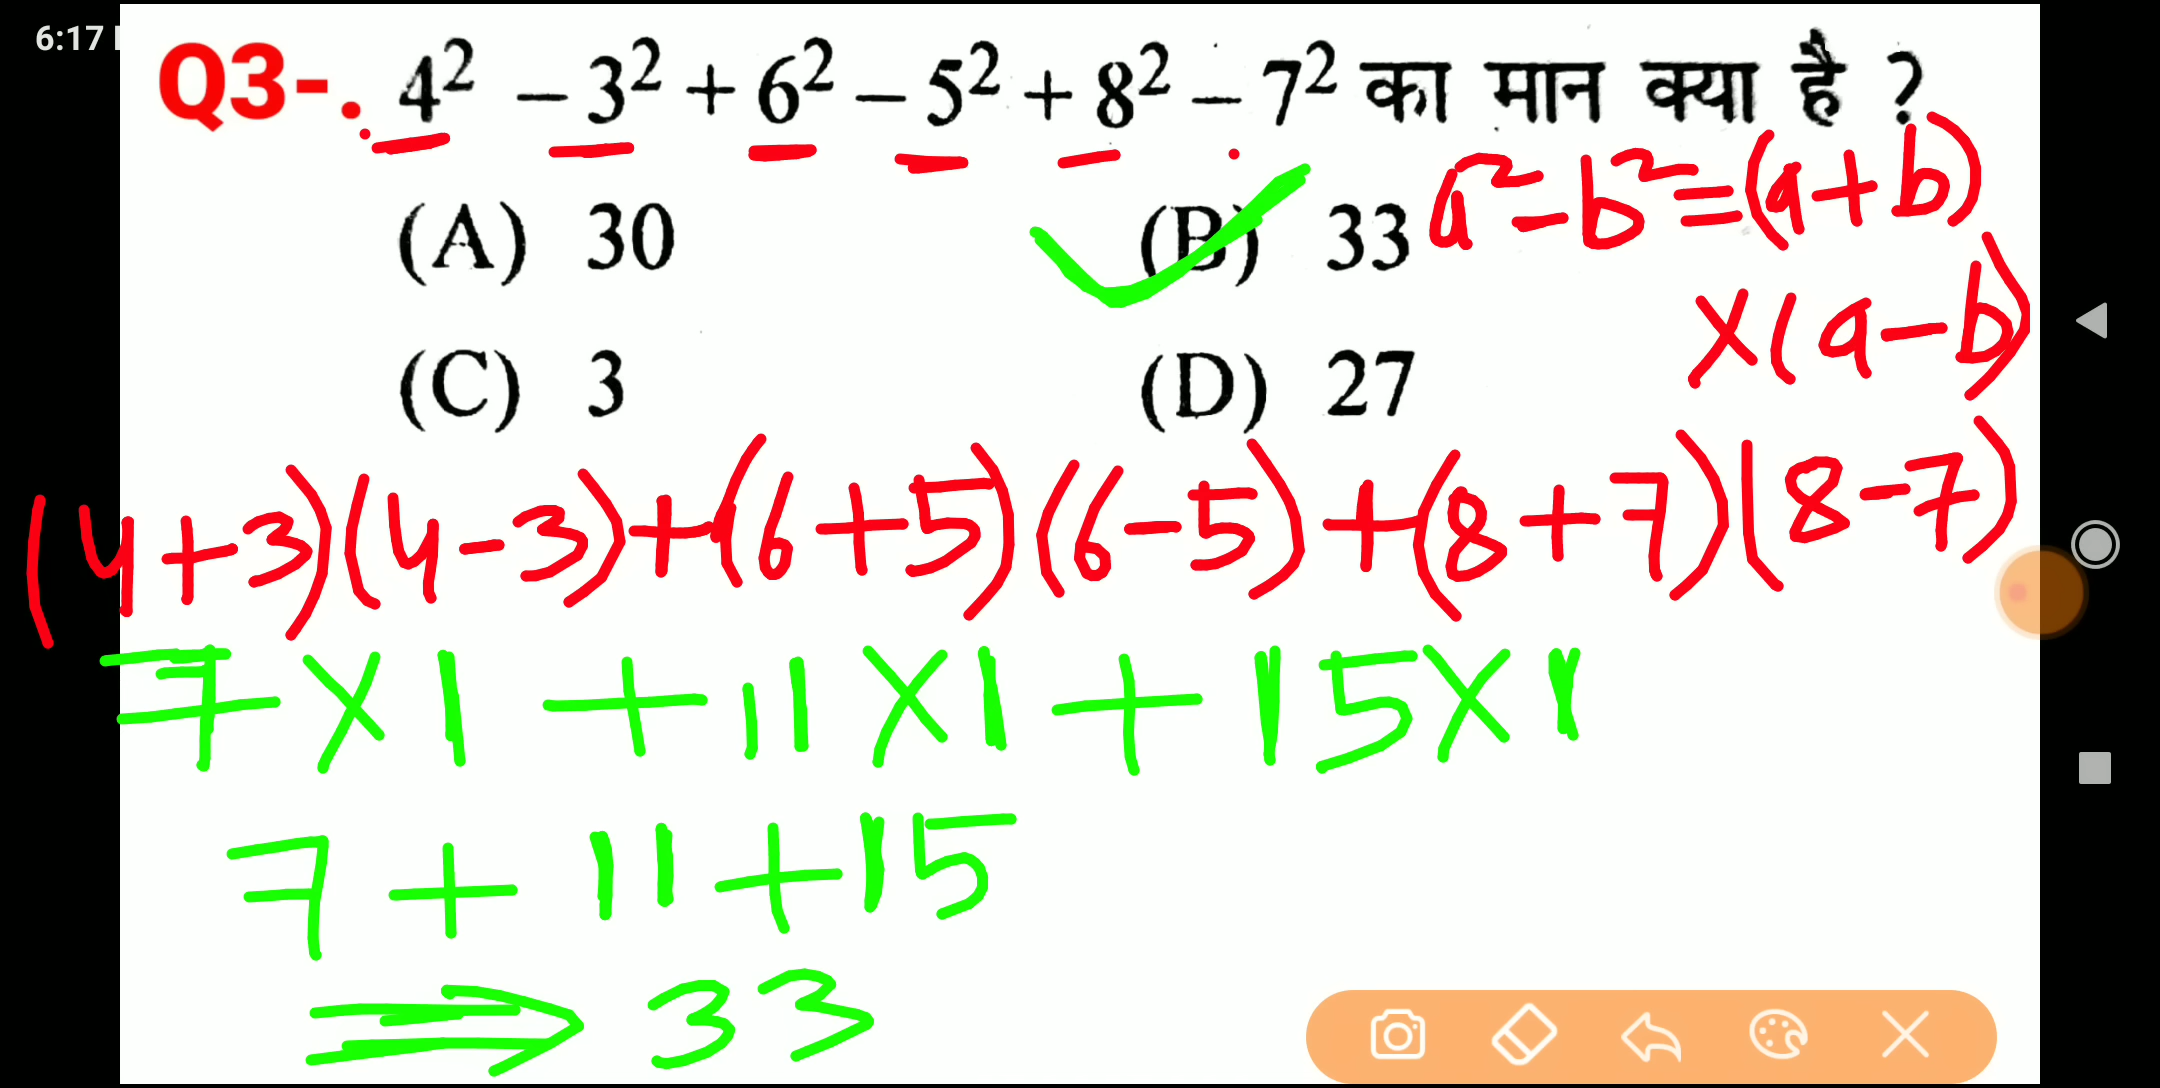 6:17
Q3-. 4² – 3² + 6² – 5² + 8² – 7² का मान क्या है ?
a² - b² = (a+b)
(A) 30 (B) 33
x(a-b)
(C) 3 (D) 27
(4+3)(4-3)+(6+5)(6-5)+(8+7)(8-7)
7 x 1 + 11 x 1 + 15 x 1
7 + 11 + 15
⇒ 33